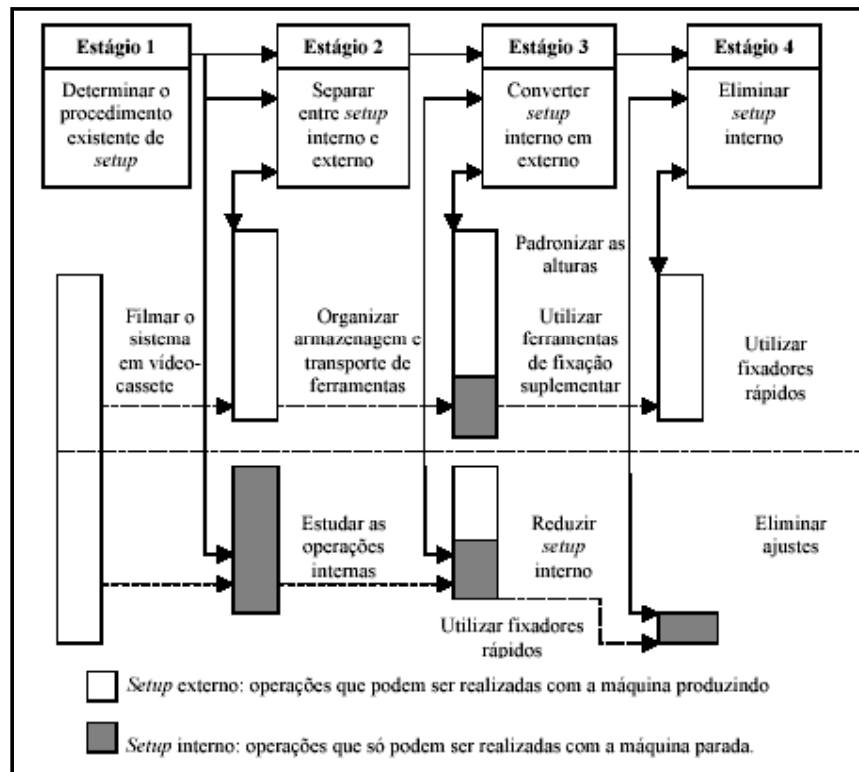 Estágio 1
Determinar o
procedimento
existente de
setup
Estágio 2
Separar
entre setup
interno e
externo
Estágio 3
Converter
setup
interno em
externo
Estágio 4
Eliminar
setup
interno
Filmar o
sistema
em vídeo-
cassete
Organizar
armazenagem e
transporte de
ferramentas
Padronizar as
alturas
Utilizar
ferramentas
de fixação
suplementar
Utilizar
fixadores
rápidos
Estudar as
operações
internas
Reduzir
setup
interno
Utilizar fixadores
rápidos
Eliminar
ajustes
Setup externo: operações que podem ser realizadas com a máquina produzindo
Setup interno: operações que só podem ser realizadas com a máquina parada.